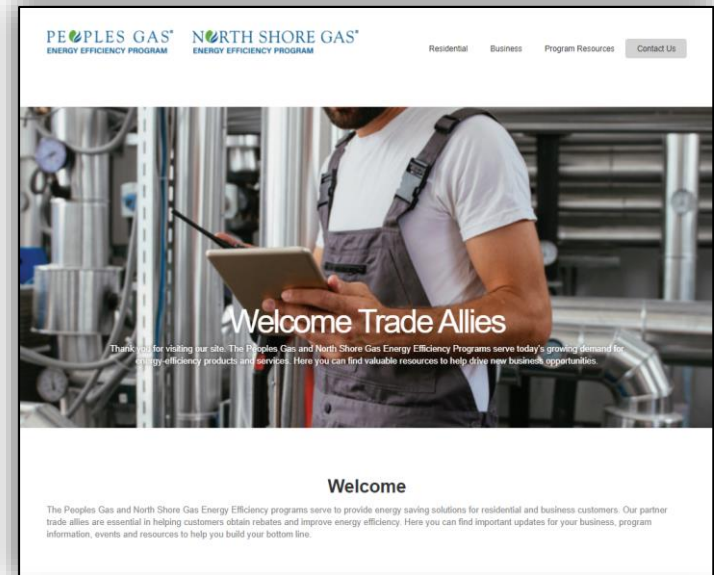 PEOPLES GAS® NORTH SHORE GAS®
ENERGY EFFICIENCY PROGRAM ENERGY EFFICIENCY PROGRAM
Residential Business Program Resources Contact Us
Welcome Trade Allies
Thank you for visiting our site. The Peoples Gas and North Shore Gas Energy Efficiency Programs serve today's growing demand for
energy-efficiency products and services. Here you can find valuable resources to help drive new business opportunities.
Welcome
The Peoples Gas and North Shore Gas Energy Efficiency programs serve to provide energy saving solutions for residential and business customers. Our partner
trade allies are essential in helping customers obtain rebates and improve energy efficiency. Here you can find important updates for your business, program
information, events and resources to help you build your bottom line.